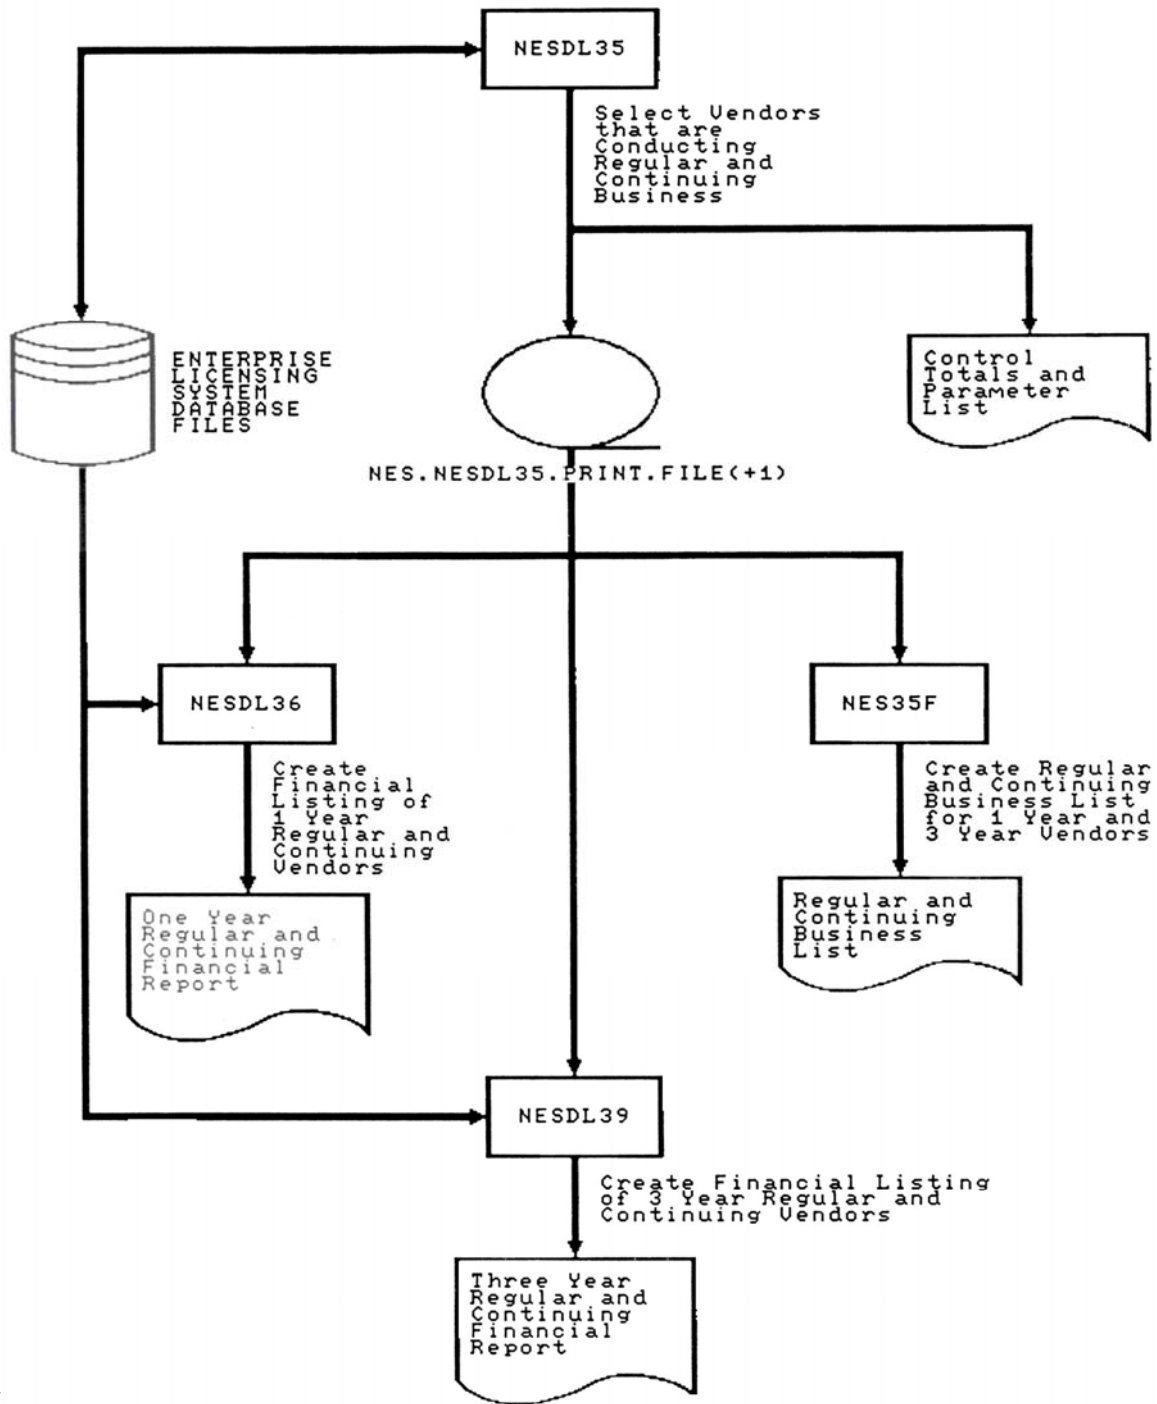 NESDL35
Select Vendors
that are
Conducting
Regular and
Continuing
Business
ENTERPRISE
LICENSING
SYSTEM
DATABASE
FILES
Control
Totals and
Parameter
List
NES.NESDL35.PRINT.FILE(+1)
NESDL36
NES35F
Create
Financial
Listing of
1 Year
Regular and
Continuing
Vendors
Create Regular
and Continuing
Business List
for 1 Year and
3 Year Vendors
One Year
Regular and
Continuing
Financial
Report
Regular and
Continuing
Business
List
NESDL39
Create Financial Listing
of 3 Year Regular and
Continuing Vendors
Three Year
Regular and
Continuing
Financial
Report